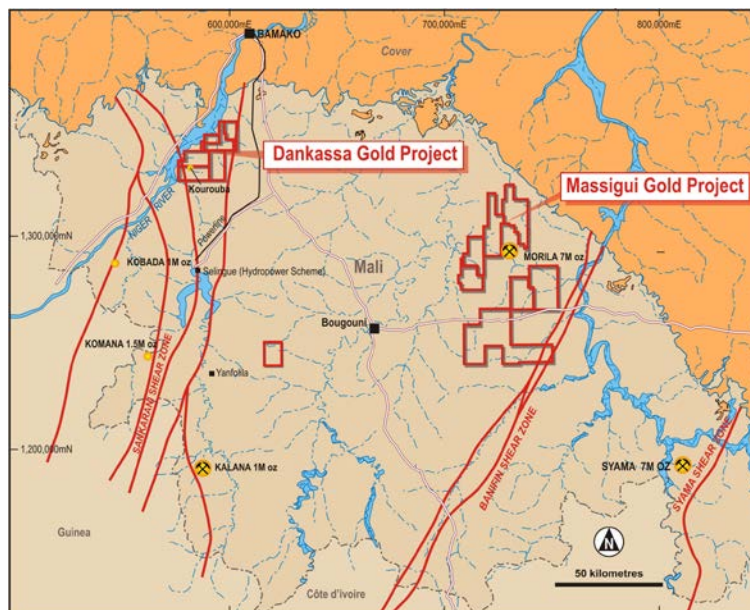 600,000mE
700,000mE
800,000mE
BAMAKO
Cover
Dankassa Gold Project
Massigui Gold Project
Kourouba
NIGER RIVER
Powerline
1,300,000mN
KOBADA 1M oz
Selingue (Hydropower Scheme)
Mali
MORILA 7M oz
Bougouni
KOMANA 1.5M oz
SANKARANI SHEAR ZONE
Yanfolila
1,200,000mN
KALANA 1M oz
BANIFIN SHEAR ZONE
SYAMA 7M OZ
SYAMA SHEAR ZONE
Guinea
N
50 kilometres
Côte d'ivoire